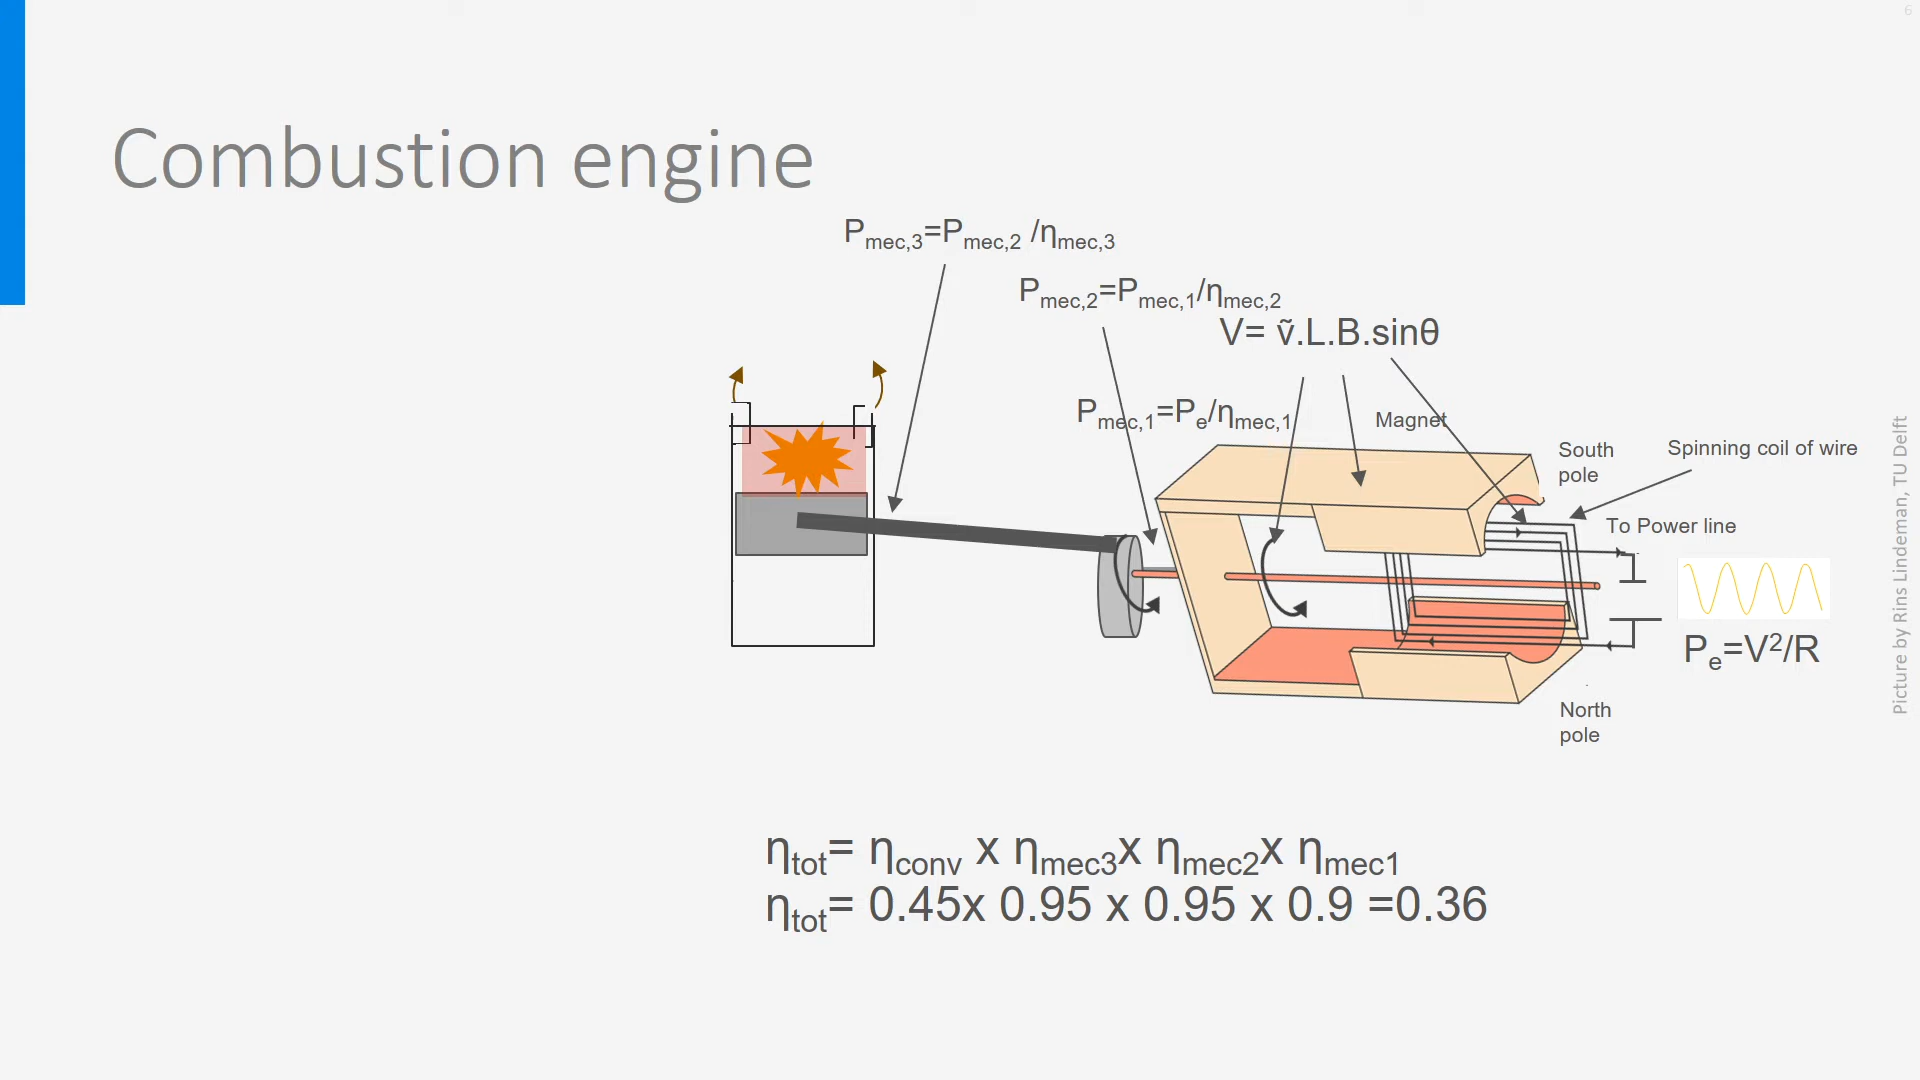 6
Combustion engine
Pmec,3=Pmec,2 /ηmec,3
Pmec,2=Pmec,1/ηmec,2
V= ṽ.L.B.sinθ
Pmec,1=Pe/ηmec,1
Magnet
South
pole
Spinning coil of wire
To Power line
Pe=V²/R
North
pole
Picture by Rins Lindeman, TU Delft
ηtot= ηconv x ηmec3x ηmec2x ηmec1
ηtot= 0.45x 0.95 x 0.95 x 0.9 =0.36